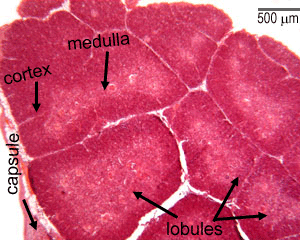 500 µm
medulla
cortex
capsule
lobules